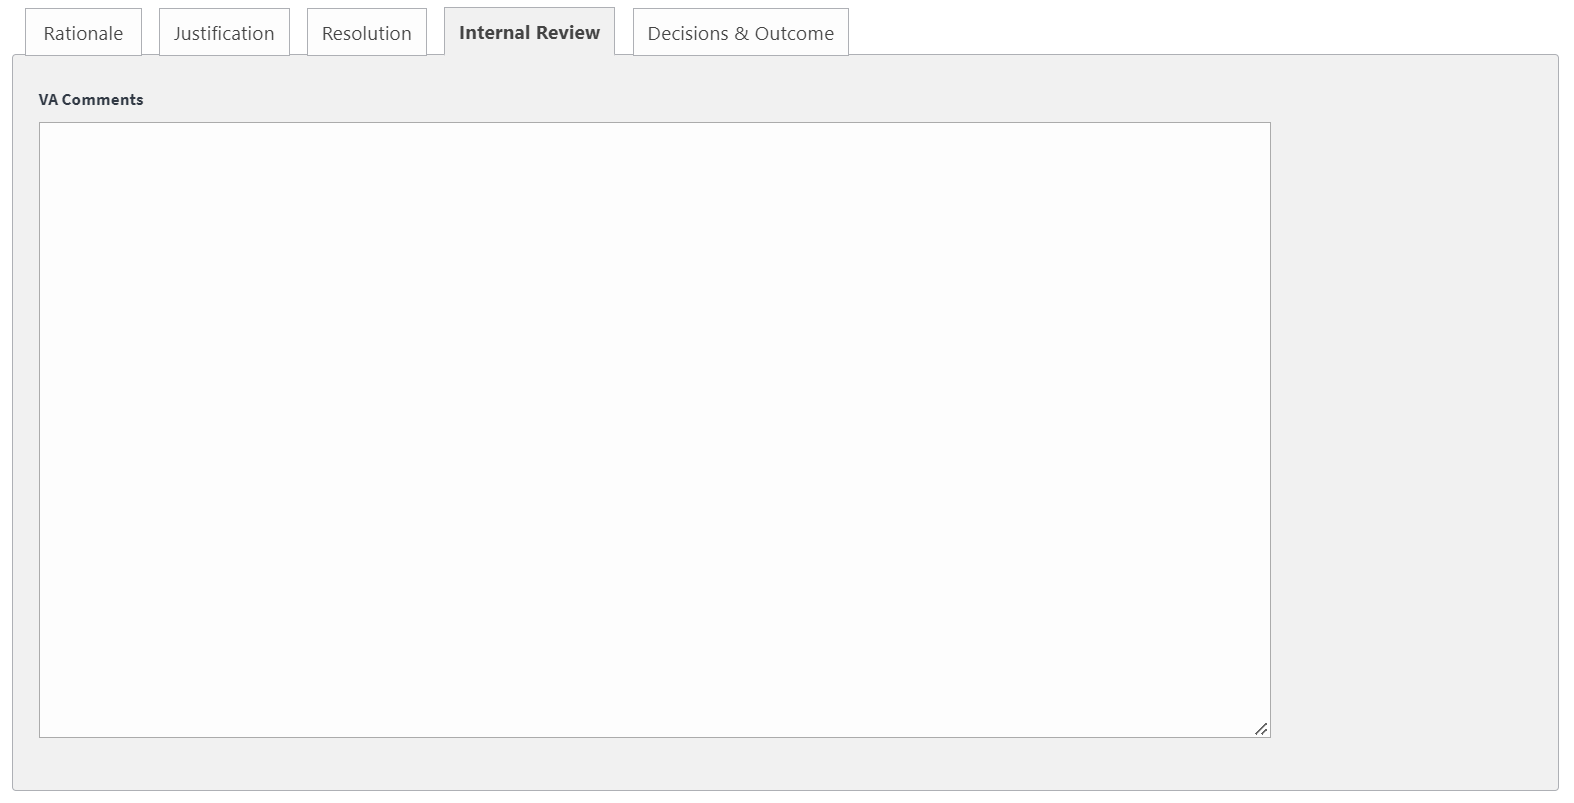 Rationale Justification Resolution Internal Review Decisions & Outcome
VA Comments